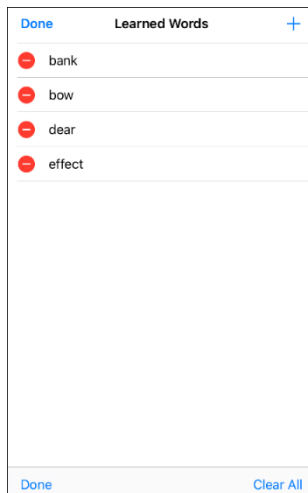 Done Learned Words +
bank
bow
dear
effect
Done Clear All